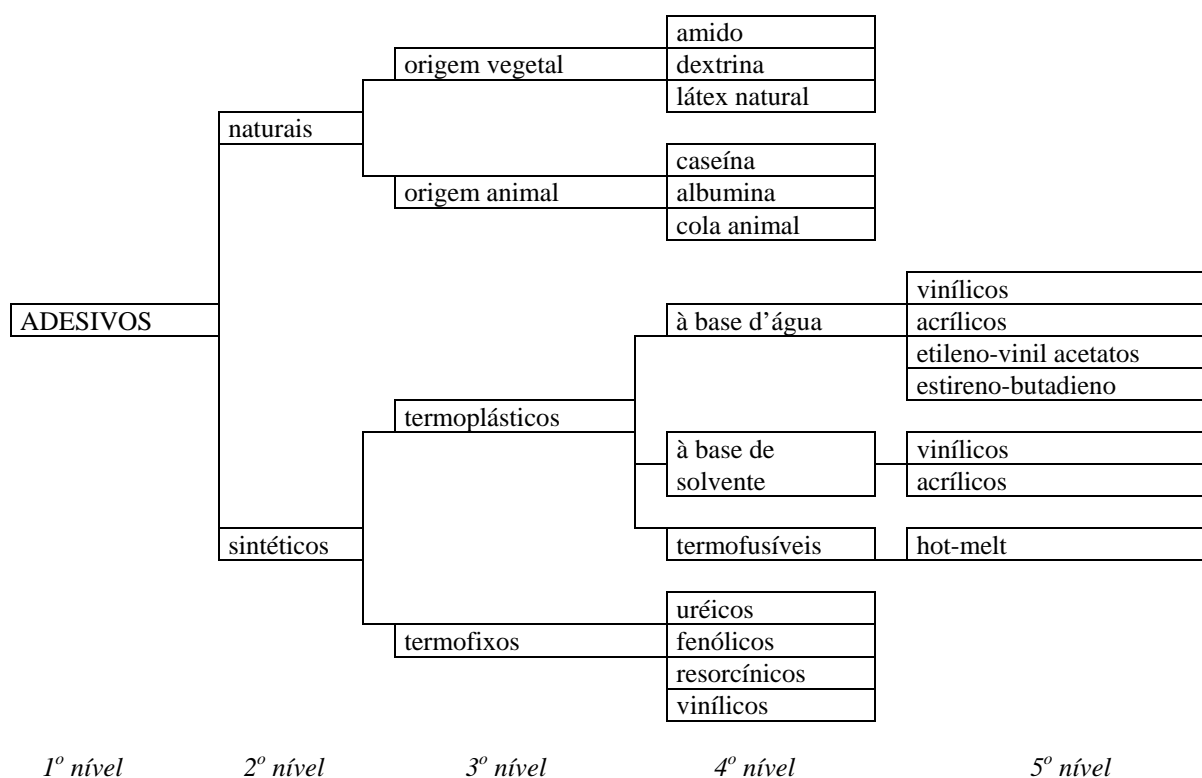 amido
origem vegetal
dextrina
látex natural
naturais
caseína
origem animal
albumina
cola animal
vinílicos
ADESIVOS
à base d’água
acrílicos
etileno-vinil acetatos
estireno-butadieno
termoplásticos
à base de
solvente
vinílicos
acrílicos
sintéticos
termofusíveis
hot-melt
uréicos
termofixos
fenólicos
resorcínicos
vinílicos
1º nível 2º nível 3º nível 4º nível 5º nível